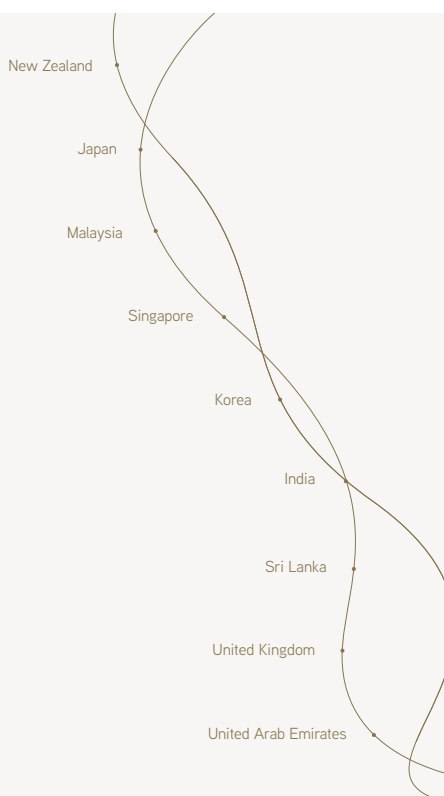 New Zealand
Japan
Malaysia
Singapore
Korea
India
Sri Lanka
United Kingdom
United Arab Emirates